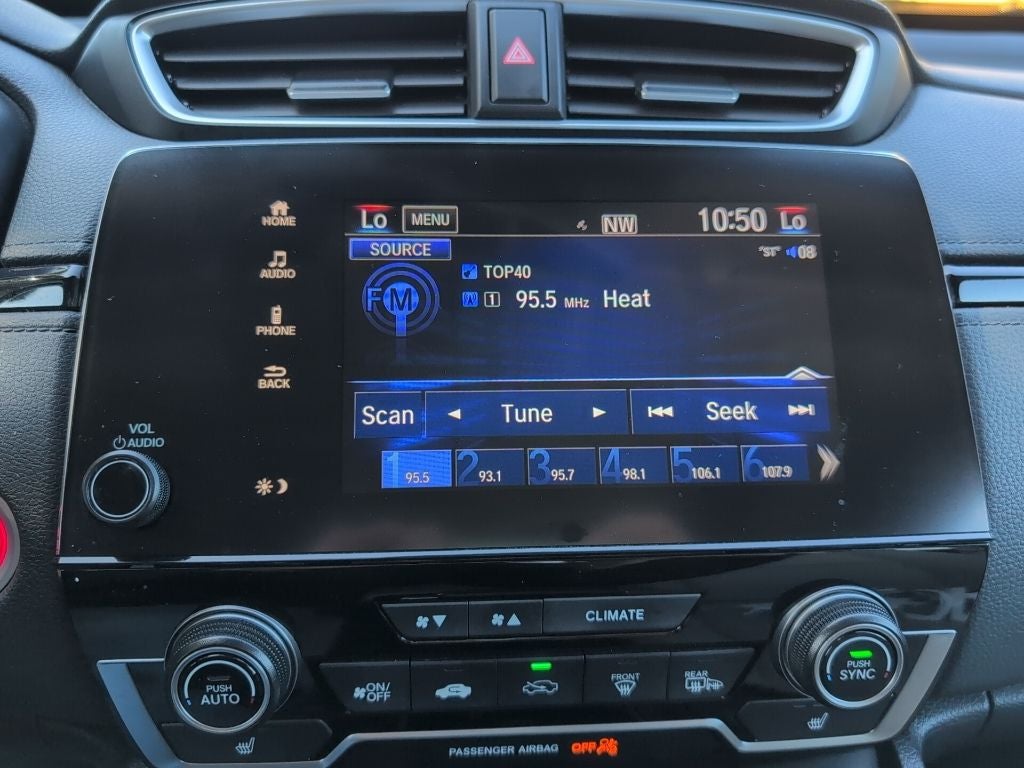 HOME
AUDIO
PHONE
BACK
VOL
AUDIO
Lo MENU NW 10:50 Lo
SOURCE "ST" 08
FM TOP40
1 95.5 MHz Heat
Scan Tune Seek
1 95.5 2 93.1 3 95.7 4 98.1 5 106.1 6 107.9
CLIMATE
PUSH AUTO
ON/OFF
FRONT
REAR
PUSH SYNC
PASSENGER AIRBAG OFF